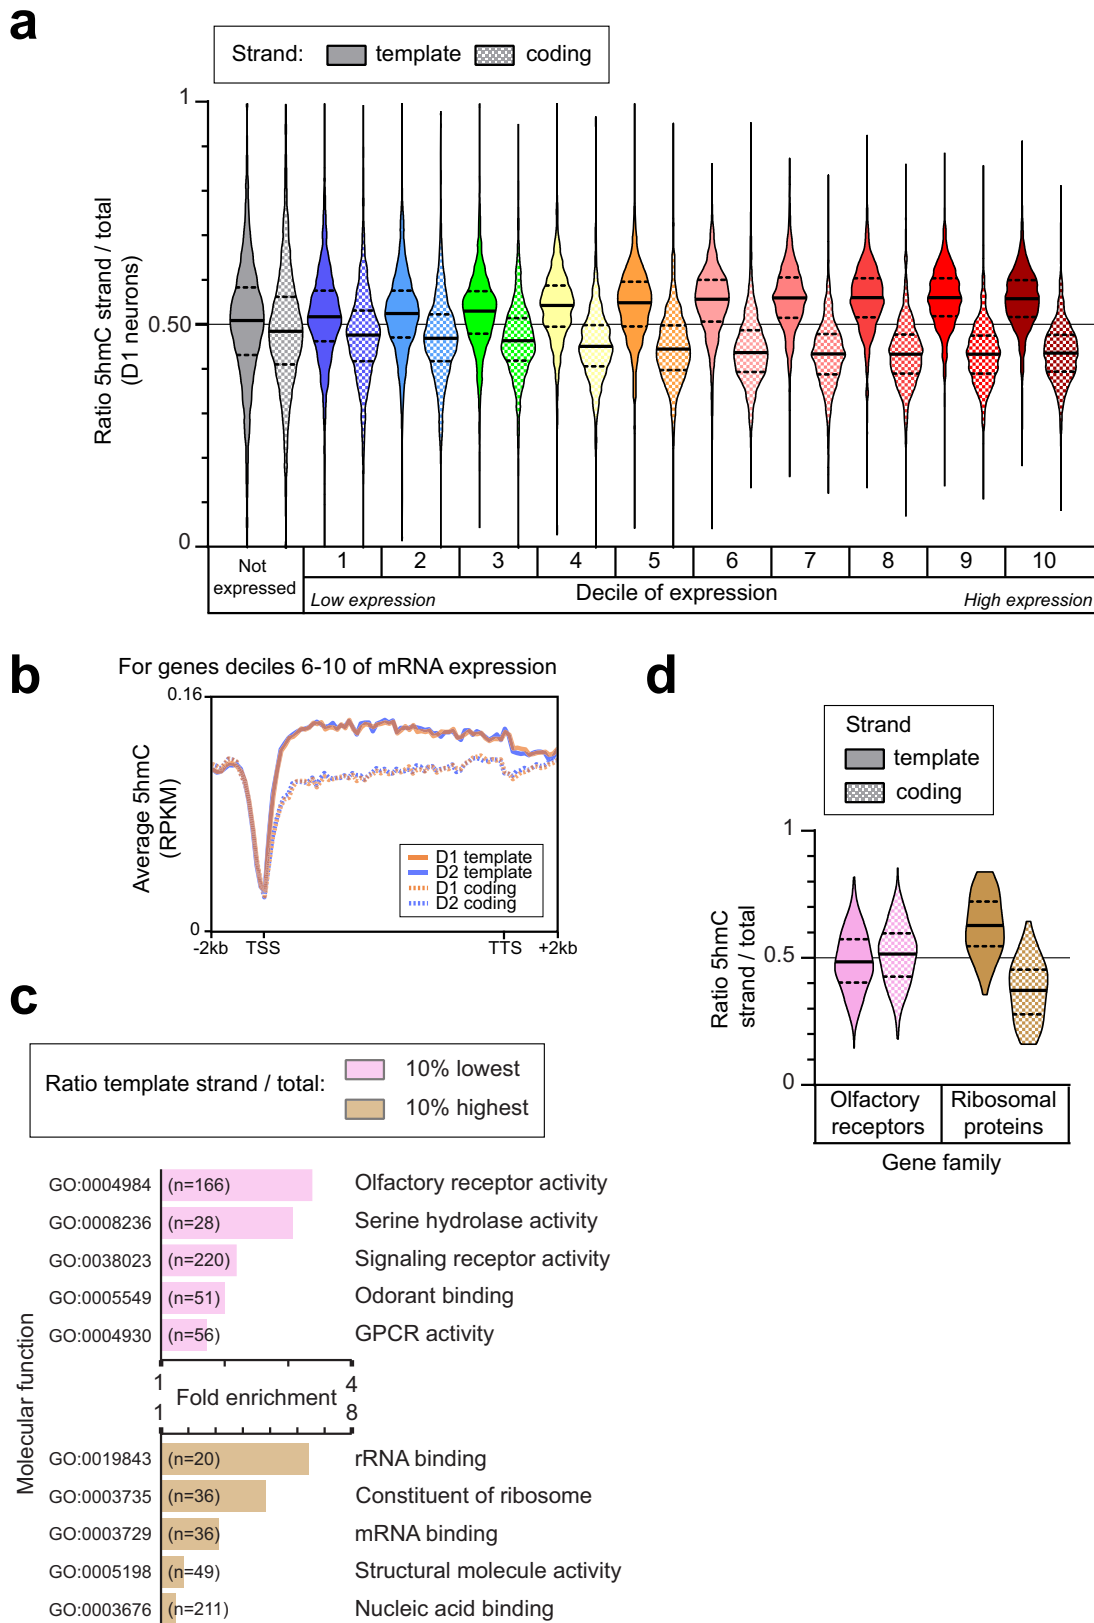 a
Strand: template coding
Ratio 5hmC strand / total
(D1 neurons)
1
0.50
0
Not
expressed
1 2 3 4 5 6 7 8 9 10
Low expression
Decile of expression
High expression
b
For genes deciles 6-10 of mRNA expression
Average 5hmC
(RPKM)
0.16
0
D1 template
D2 template
D1 coding
D2 coding
-2kb TSS TTS +2kb
c
Ratio template strand / total:
10% lowest
10% highest
Molecular function
GO:0004984 (n=166) Olfactory receptor activity
GO:0008236 (n=28) Serine hydrolase activity
GO:0038023 (n=220) Signaling receptor activity
GO:0005549 (n=51) Odorant binding
GO:0004930 (n=56) GPCR activity
1 4
Fold enrichment
1 8
GO:0019843 (n=20) rRNA binding
GO:0003735 (n=36) Constituent of ribosome
GO:0003729 (n=36) mRNA binding
GO:0005198 (n=49) Structural molecule activity
GO:0003676 (n=211) Nucleic acid binding
d
Strand
template
coding
Ratio 5hmC
strand / total
1
0.5
0
Olfactory
receptors
Ribosomal
proteins
Gene family